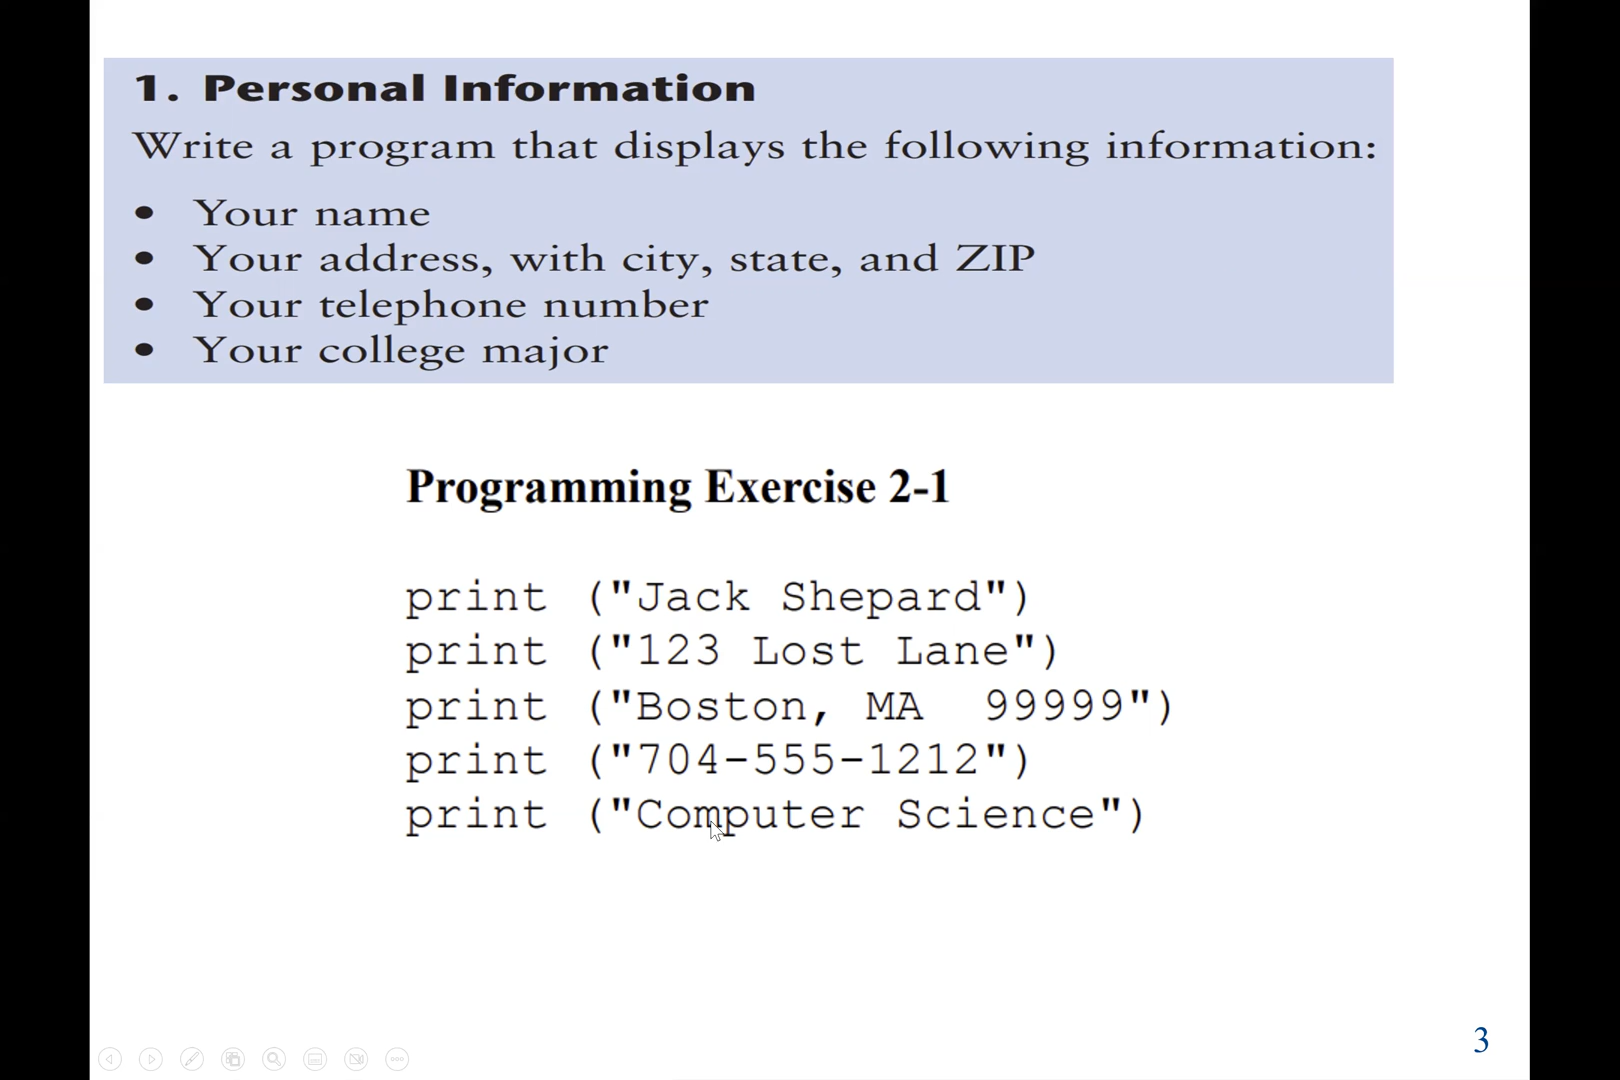 1. Personal Information
Write a program that displays the following information:
• Your name
• Your address, with city, state, and ZIP
• Your telephone number
• Your college major
Programming Exercise 2-1
print ("Jack Shepard")
print ("123 Lost Lane")
print ("Boston, MA  99999")
print ("704-555-1212")
print ("Computer Science")
3